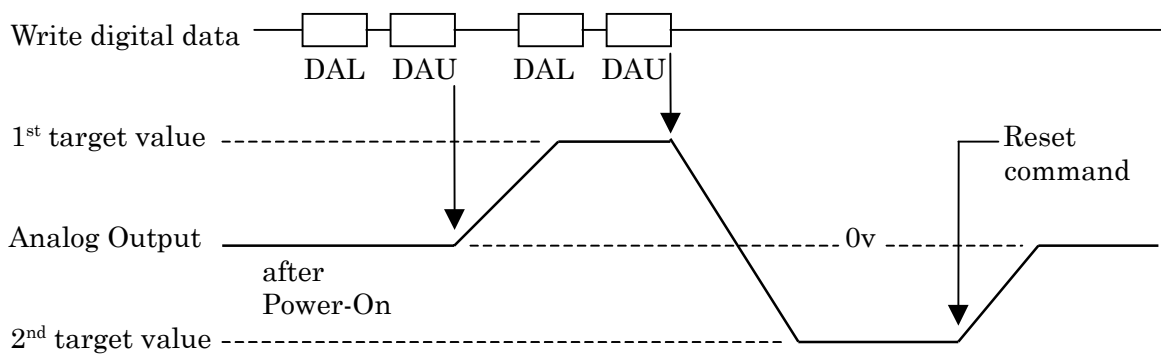 Write digital data
DAL DAU DAL DAU
1st target value
Reset
command
Analog Output
0v
after
Power-On
2nd target value